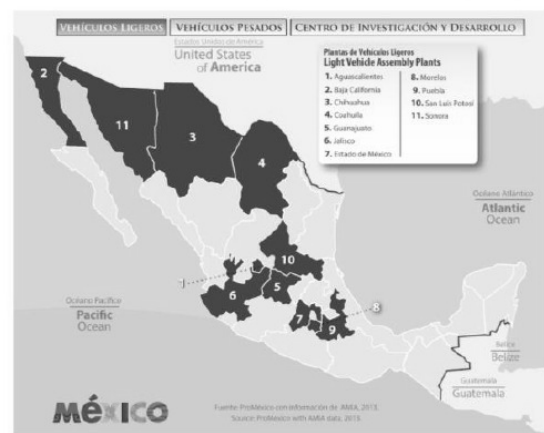 VEHÍCULOS LIGEROS VEHÍCULOS PESADOS CENTRO DE INVESTIGACIÓN Y DESARROLLO
Estados Unidos de América
United States
of America
Plantas de Vehículos Ligeros
Light Vehicle Assembly Plants
1. Aguascalientes
2. Baja California
3. Chihuahua
4. Coahuila
5. Guanajuato
6. Jalisco
7. Estado de México
8. Morelos
9. Puebla
10. San Luis Potosí
11. Sonora
2
11
3
4
Océano Atlántico
Atlantic
Ocean
10
1
6
5
7
9
8
Océano Pacífico
Pacific
Ocean
Belice
Belize
Guatemala
Guatemala
MéXICO
Fuente: ProMéxico con información de AMIA, 2015.
Source: ProMéxico with AMIA data, 2015.